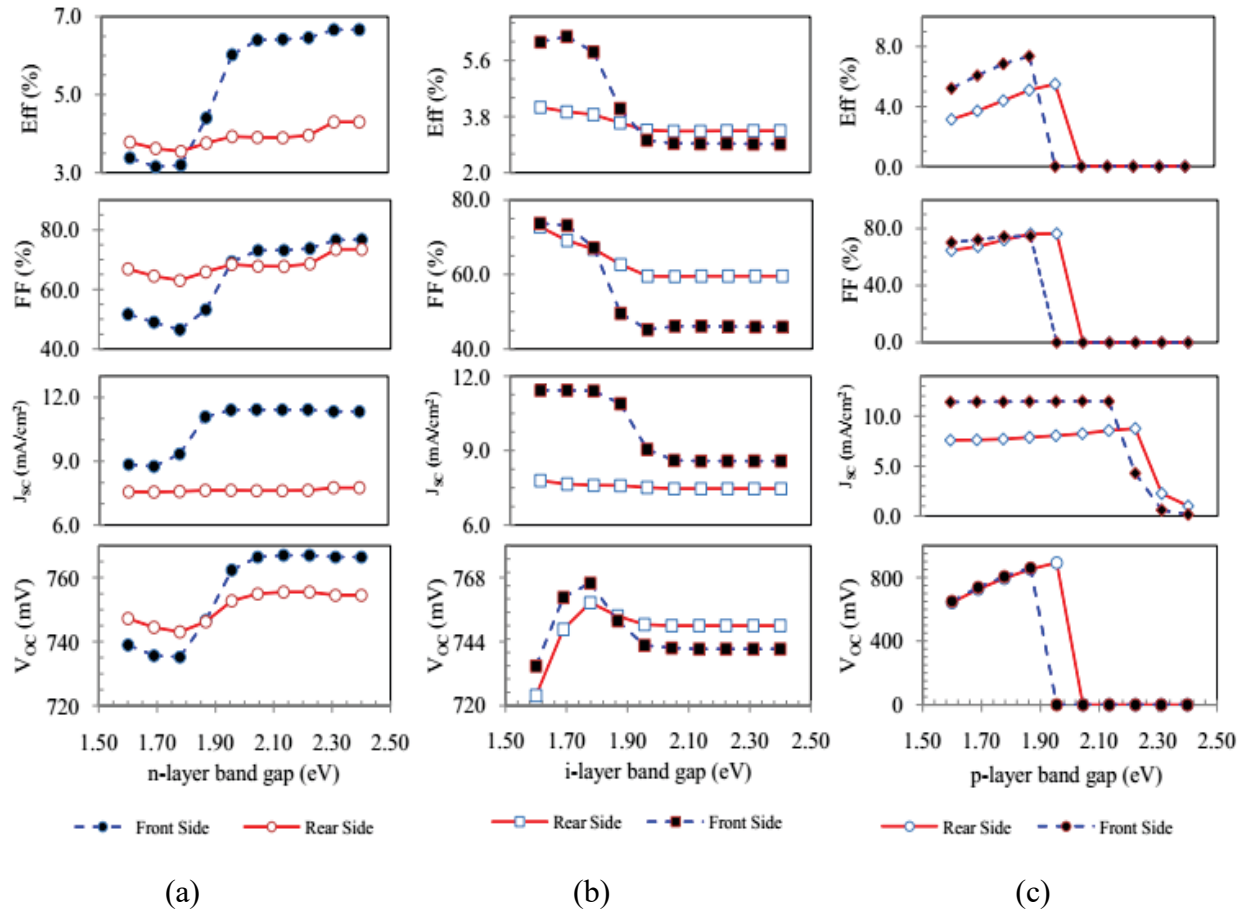 7.0
5.0
3.0
Eff (%)
80.0
60.0
40.0
FF (%)
12.0
9.0
6.0
Jsc (mA/cm²)
760
740
720
VOC (mV)
1.50 1.70 1.90 2.10 2.30 2.50
n-layer band gap (eV)
Front Side Rear Side
(a)
5.6
3.8
2.0
Eff (%)
80.0
60.0
40.0
FF (%)
12.0
9.0
6.0
Jsc (mA/cm²)
768
744
720
VOC (mV)
1.50 1.70 1.90 2.10 2.30 2.50
i-layer band gap (eV)
Rear Side Front Side
(b)
8.0
4.0
0.0
Eff (%)
80.0
40.0
0.0
FF (%)
10.0
5.0
0.0
Jsc (mA/cm²)
800
400
0
VOC (mV)
1.50 1.70 1.90 2.10 2.30 2.50
p-layer band gap (eV)
Rear Side Front Side
(c)